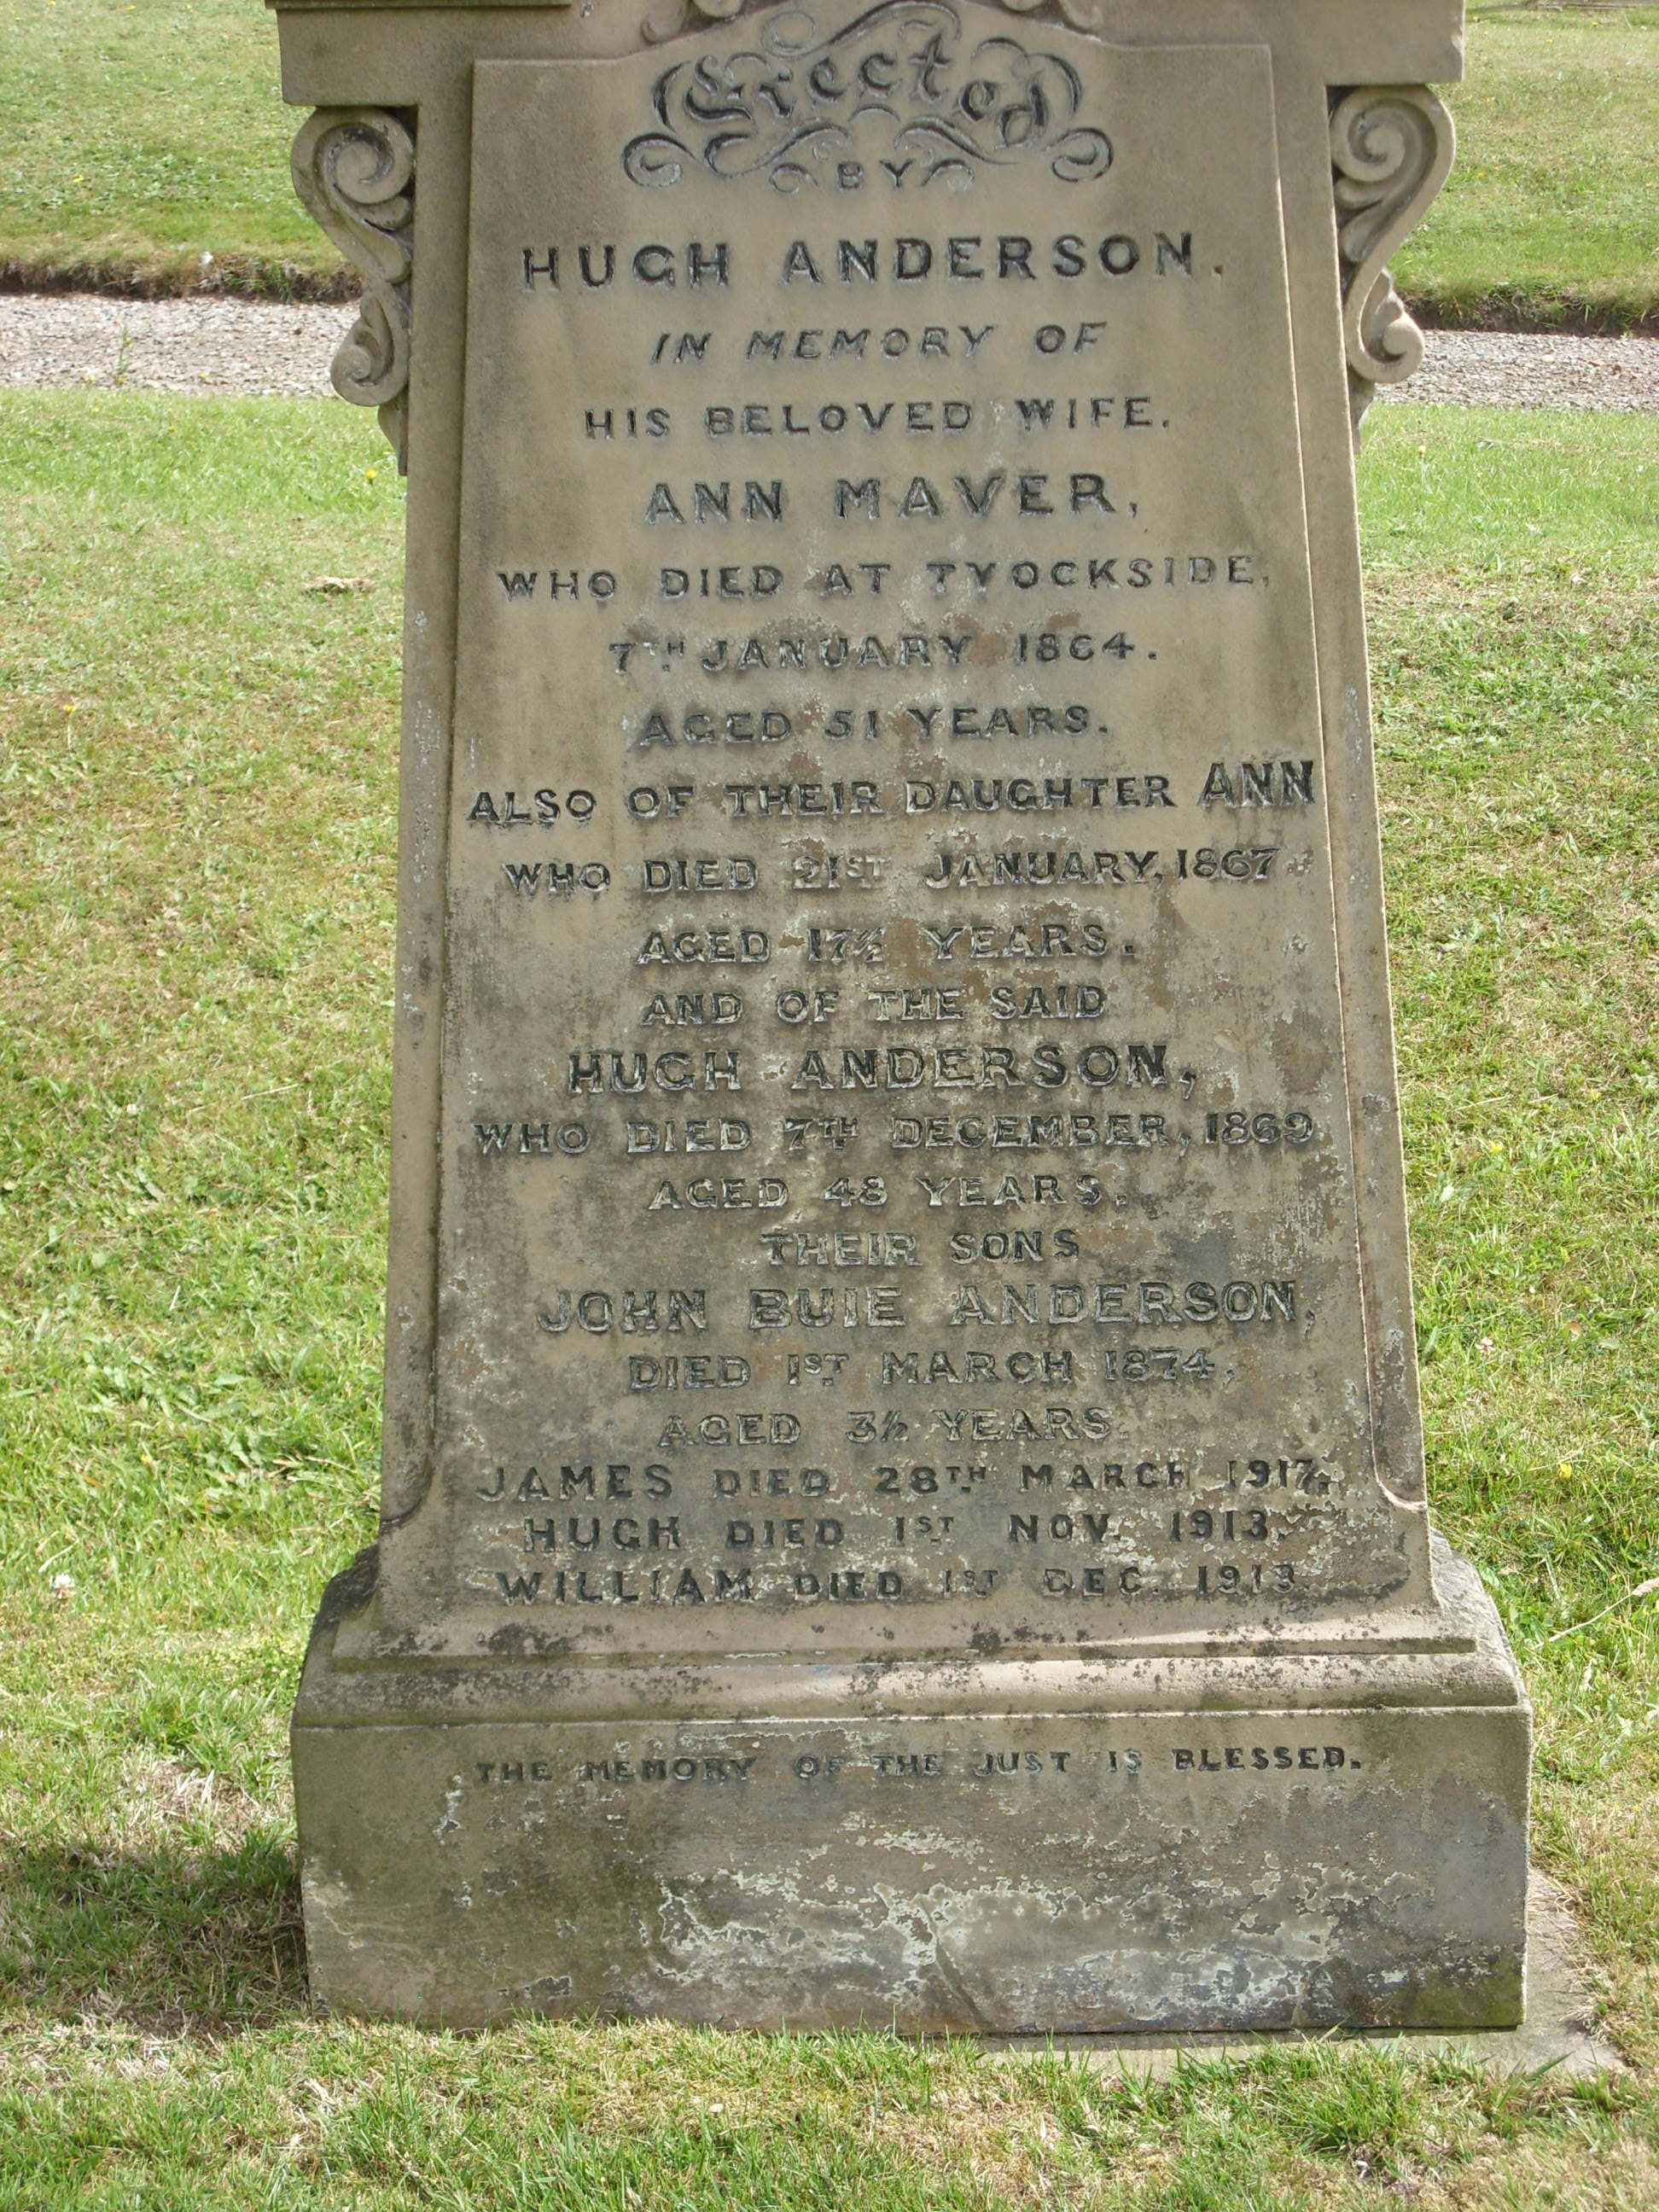 Erected
BY
HUGH ANDERSON.
IN MEMORY OF
HIS BELOVED WIFE.
ANN MAVER,
WHO DIED AT TYOCKSIDE,
7TH JANUARY 1864.
AGED 51 YEARS.
ALSO OF THEIR DAUGHTER ANN
WHO DIED 21ST JANUARY, 1867.
AGED 17½ YEARS.
AND OF THE SAID
HUGH ANDERSON,
WHO DIED 7TH DECEMBER, 1869
AGED 48 YEARS.
THEIR SONS
JOHN BUIE ANDERSON,
DIED 1ST MARCH 1874,
AGED 3½ YEARS.
JAMES DIED 28TH MARCH 1917.
HUGH DIED 1ST NOV. 1913.
WILLIAM DIED 1ST DEC. 1913.
THE MEMORY OF THE JUST IS BLESSED.